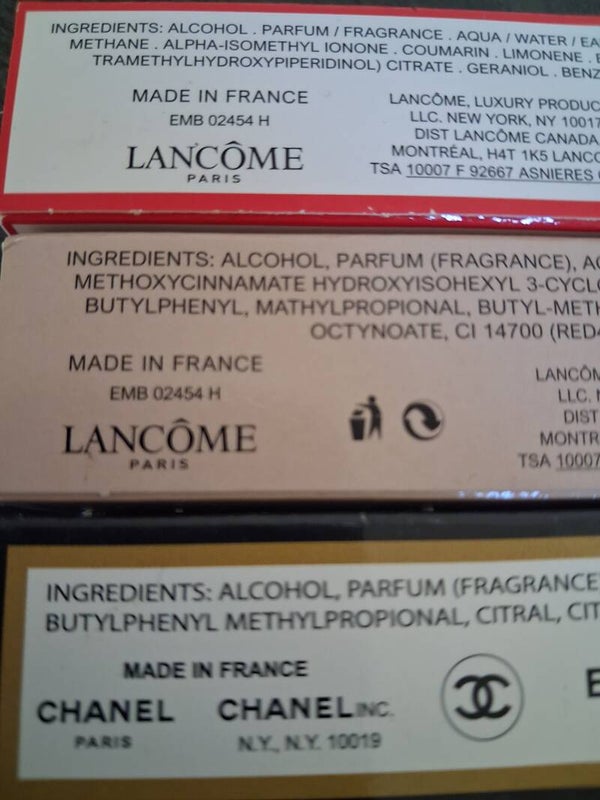 INGREDIENTS: ALCOHOL . PARFUM / FRAGRANCE . AQUA / WATER / EA
METHANE . ALPHA-ISOMETHYL IONONE . COUMARIN . LIMONENE .
TRAMETHYLHYDROXYPIPERIDINOL) CITRATE . GERANIOL . BENZ
MADE IN FRANCE
EMB 02454 H
LANCÔME
PARIS
LANCÔME, LUXURY PRODUC
LLC. NEW YORK, NY 10017
DIST LANCÔME CANADA
MONTRÉAL, H4T 1K5 LANCO
TSA 10007 F 92667 ASNIERES
INGREDIENTS: ALCOHOL, PARFUM (FRAGRANCE), AQ
METHOXYCINNAMATE HYDROXYISOHEXYL 3-CYCLO
BUTYLPHENYL, MATHYLPROPIONAL, BUTYL-METH
OCTYNOATE, CI 14700 (RED4
MADE IN FRANCE
EMB 02454 H
LANCÔME
PARIS
LANCÔM
LLC. N
DIST
MONTR
TSA 10007
INGREDIENTS: ALCOHOL, PARFUM (FRAGRANCE
BUTYLPHENYL METHYLPROPIONAL, CITRAL, CIT
MADE IN FRANCE
CHANEL CHANEL INC.
PARIS N.Y., N.Y. 10019
E